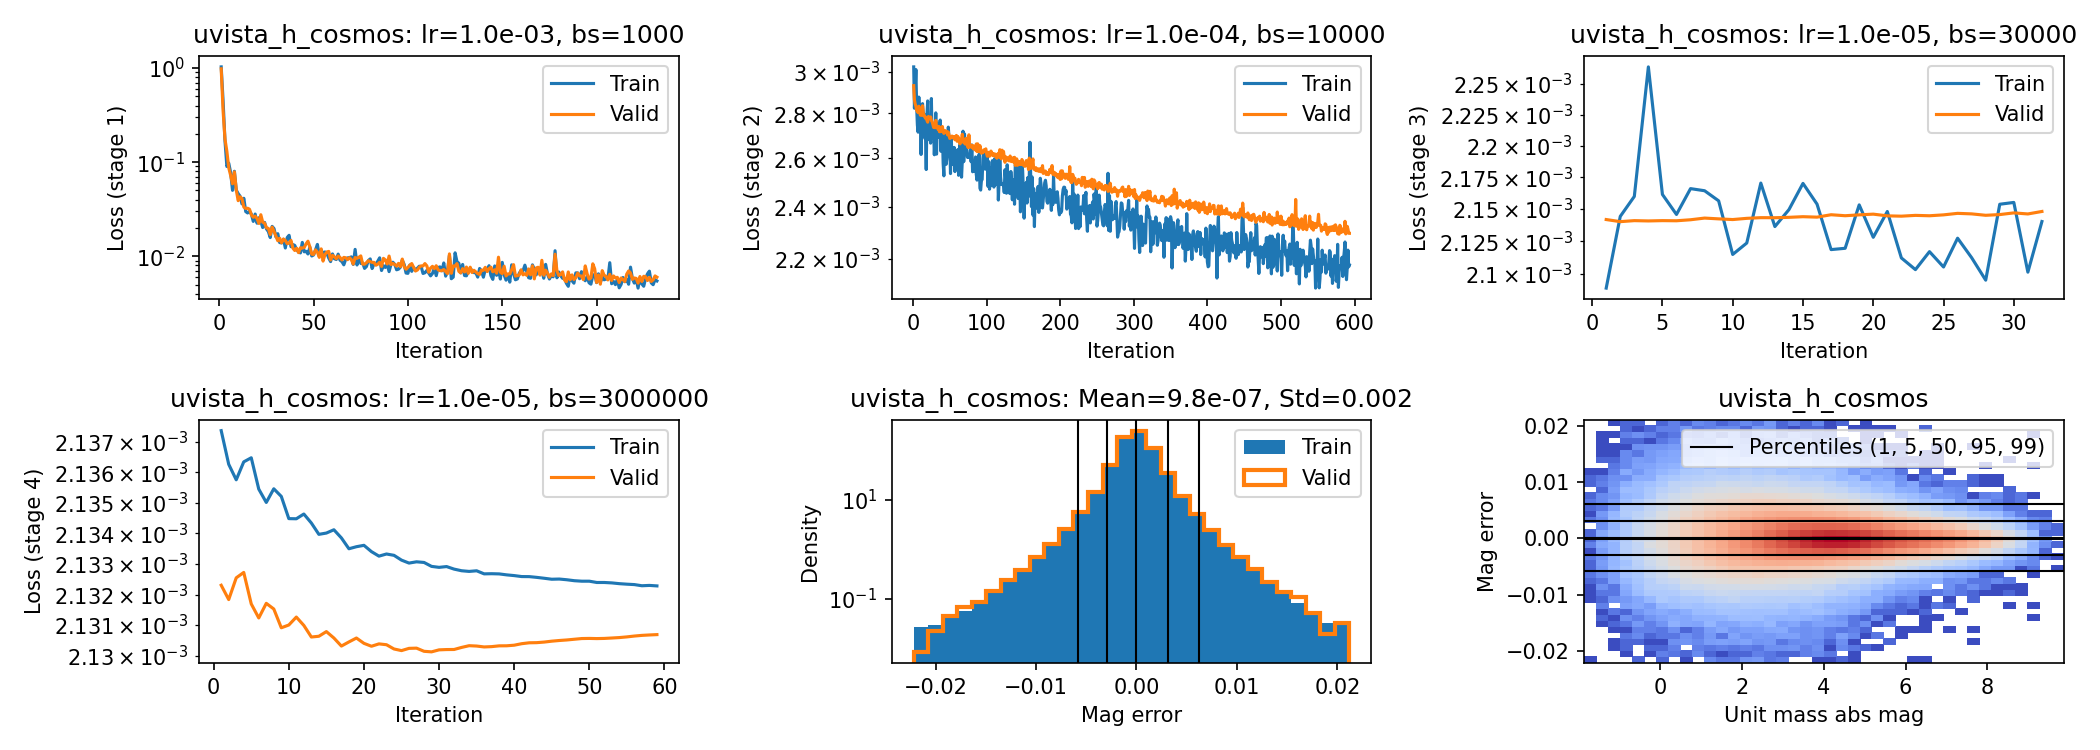 uvista_h_cosmos: lr=1.0e-03, bs=1000
Loss (stage 1)
10⁰
10⁻¹
10⁻²
Train
Valid
0 50 100 150 200
Iteration
uvista_h_cosmos: lr=1.0e-04, bs=10000
Loss (stage 2)
3 × 10⁻³
2.8 × 10⁻³
2.6 × 10⁻³
2.4 × 10⁻³
2.2 × 10⁻³
Train
Valid
0 100 200 300 400 500 600
Iteration
uvista_h_cosmos: lr=1.0e-05, bs=30000
Loss (stage 3)
2.25 × 10⁻³
2.225 × 10⁻³
2.2 × 10⁻³
2.175 × 10⁻³
2.15 × 10⁻³
2.125 × 10⁻³
2.1 × 10⁻³
Train
Valid
0 5 10 15 20 25 30
Iteration
uvista_h_cosmos: lr=1.0e-05, bs=3000000
Loss (stage 4)
2.137 × 10⁻³
2.136 × 10⁻³
2.135 × 10⁻³
2.134 × 10⁻³
2.133 × 10⁻³
2.132 × 10⁻³
2.131 × 10⁻³
2.13 × 10⁻³
Train
Valid
0 10 20 30 40 50 60
Iteration
uvista_h_cosmos: Mean=9.8e-07, Std=0.002
Density
10¹
10⁻¹
Train
Valid
−0.02 −0.01 0.00 0.01 0.02
Mag error
uvista_h_cosmos
Mag error
0.02
0.01
0.00
−0.01
−0.02
Percentiles (1, 5, 50, 95, 99)
0 2 4 6 8
Unit mass abs mag